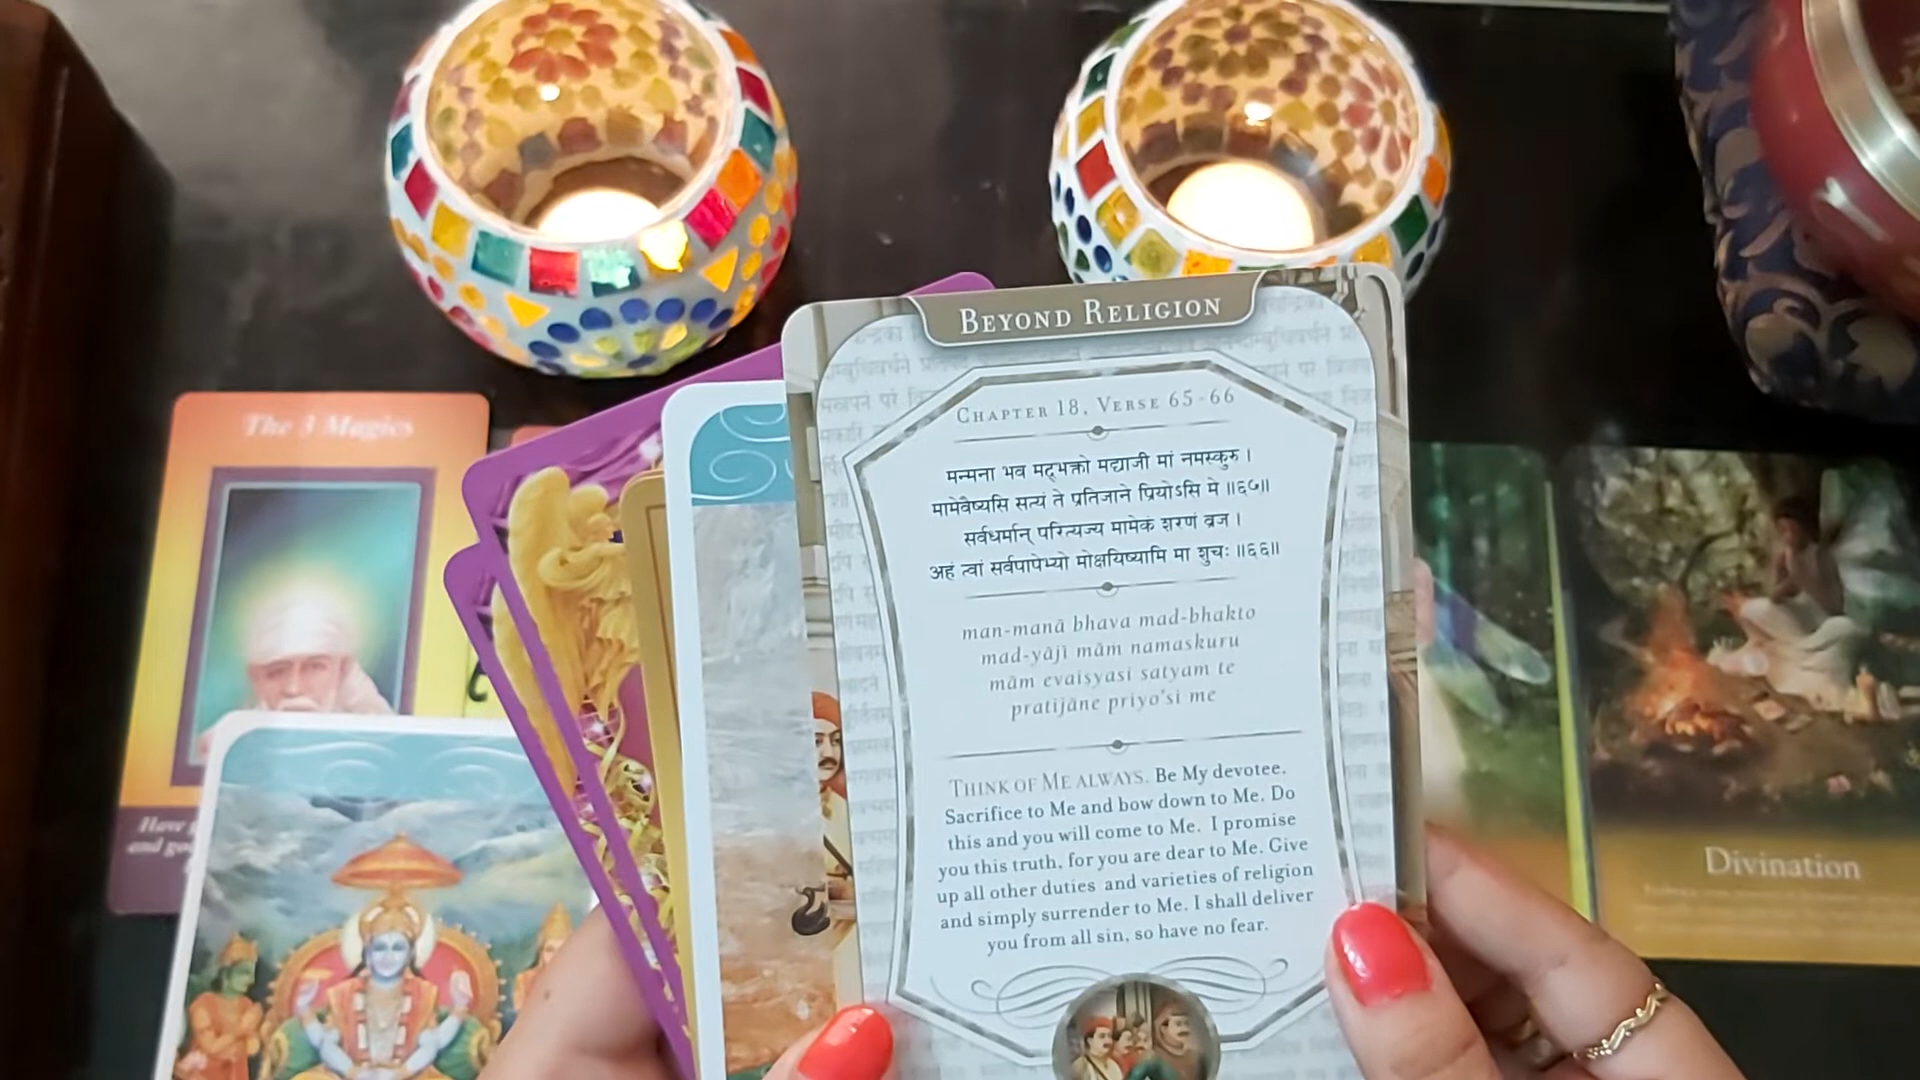 The 3 Magics
BEYOND RELIGION
CHAPTER 18, VERSE 65-66
मन्मना भव मद्भक्तो मद्याजी मां नमस्कुरु ।
मामेवैष्यसि सत्यं ते प्रतिजाने प्रियोऽसि मे ॥६५॥
सर्वधर्मान् परित्यज्य मामेकं शरणं व्रज ।
अहं त्वां सर्वपापेभ्यो मोक्षयिष्यामि मा शुचः ॥६६॥
man-manā bhava mad-bhakto
mad-yājī māṁ namaskuru
mām evaisyasi satyam te
pratijāne priyo'si me
THINK OF ME ALWAYS. Be My devotee.
Sacrifice to Me and bow down to Me. Do
this and you will come to Me. I promise
you this truth, for you are dear to Me. Give
up all other duties and varieties of religion
and simply surrender to Me. I shall deliver
you from all sin, so have no fear.
Have
and
Divination